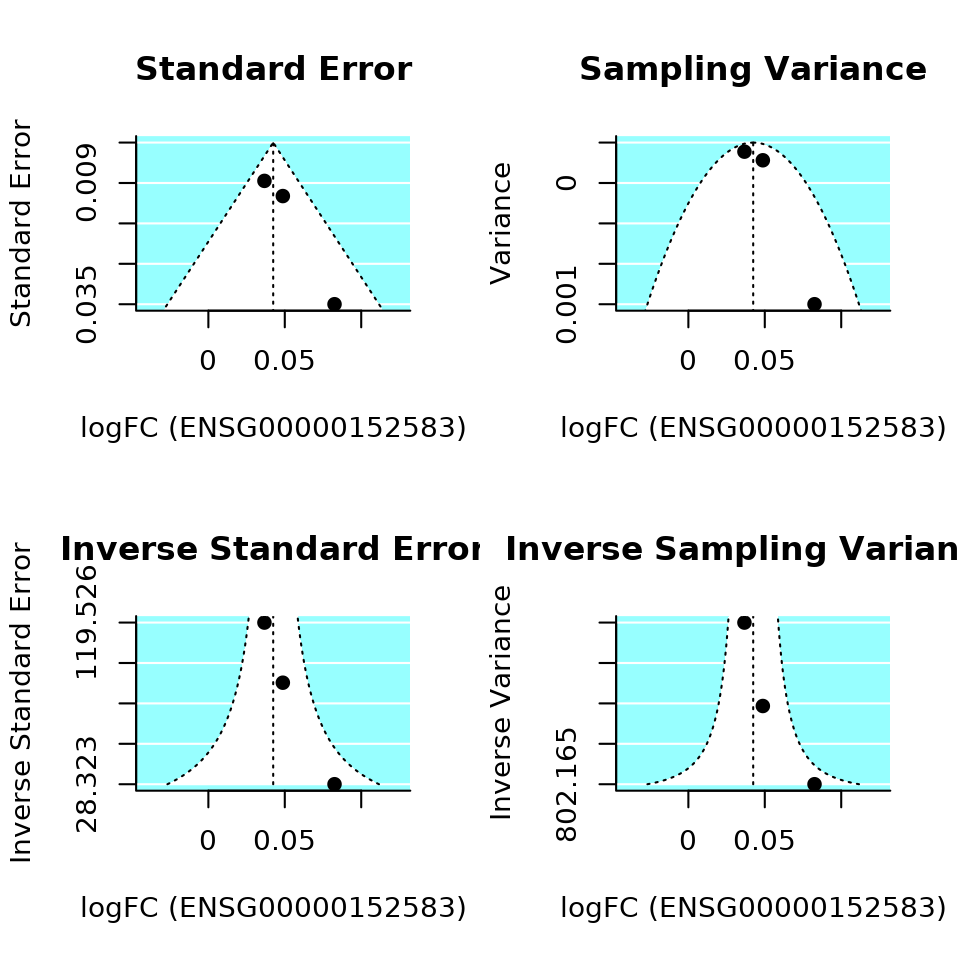 Standard Error
Standard Error
0.009
0.035
0 0.05
logFC (ENSG00000152583)
Sampling Variance
Variance
0
0.001
0 0.05
logFC (ENSG00000152583)
Inverse Standard Error
Inverse Standard Error
119.526
28.323
0 0.05
logFC (ENSG00000152583)
Inverse Sampling Varian
Inverse Variance
802.165
0 0.05
logFC (ENSG00000152583)